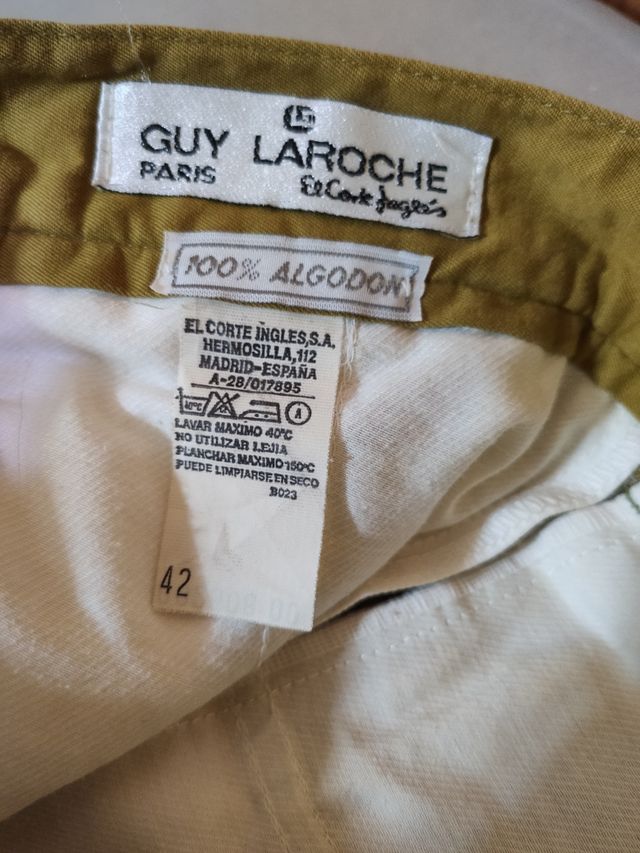 GUY LAROCHE
PARIS
El Corte Inglés
100% ALGODON
EL CORTE INGLES,S.A.
HERMOSILLA,112
MADRID-ESPAÑA
A-28/017895
40°C
A
LAVAR MAXIMO 40°C
NO UTILIZAR LEJIA
PLANCHAR MAXIMO 150°C
PUEDE LIMPIARSE EN SECO
B023
42